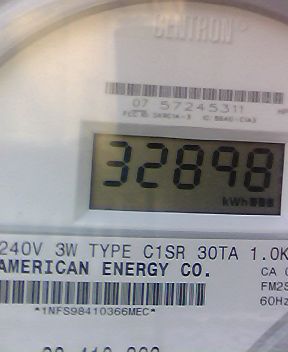 CENTRON®
07 57245311
32898
kWh
240V 3W TYPE C1SR 30TA 1.0K
AMERICAN ENERGY CO.
CA
FM2S
60Hz
*1NFS98410366MEC*